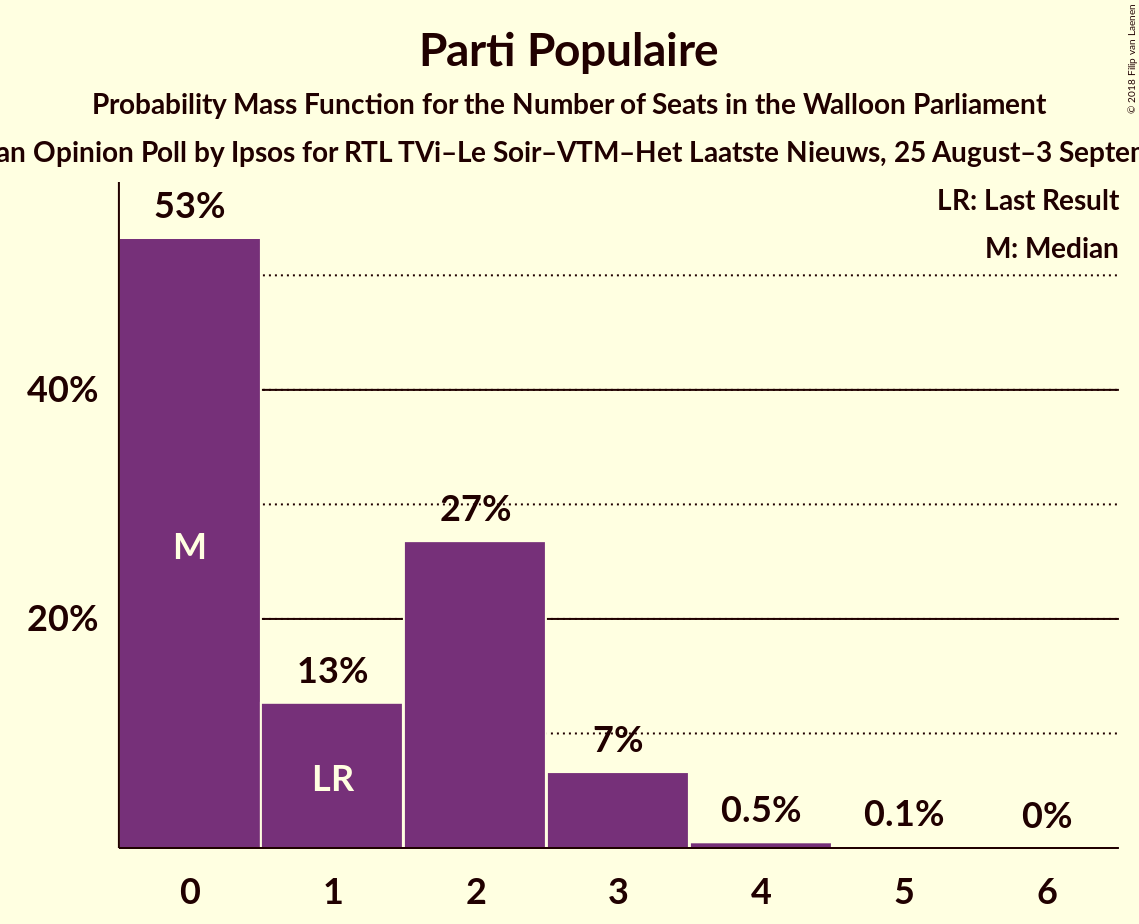 Parti Populaire
Probability Mass Function for the Number of Seats in the Walloon Parliament
an Opinion Poll by Ipsos for RTL TVi–Le Soir–VTM–Het Laatste Nieuws, 25 August–3 Septem
© 2018 Filip van Laenen
LR: Last Result
M: Median
53%
40%
27%
M
20%
13%
7%
LR
0.5%
0.1%
0%
0 1 2 3 4 5 6